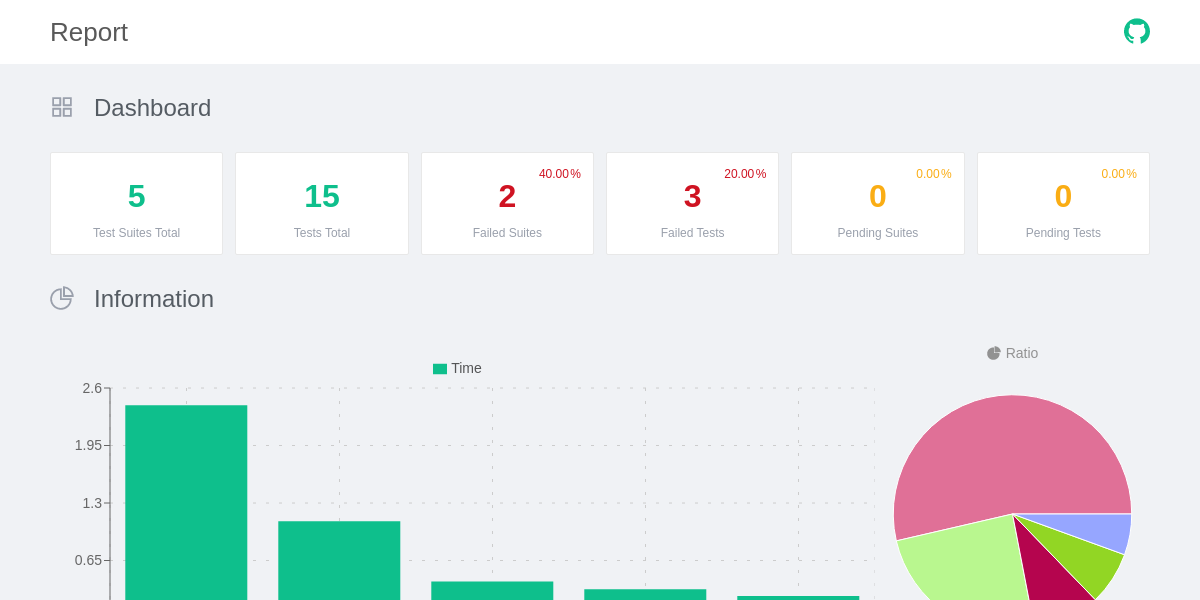 Report
Dashboard
40.00%
20.00%
0.00%
0.00%
5
15
2
3
0
0
Test Suites Total
Tests Total
Failed Suites
Failed Tests
Pending Suites
Pending Tests
Information
Ratio
Time
2.6
1.95
1.3
0.65